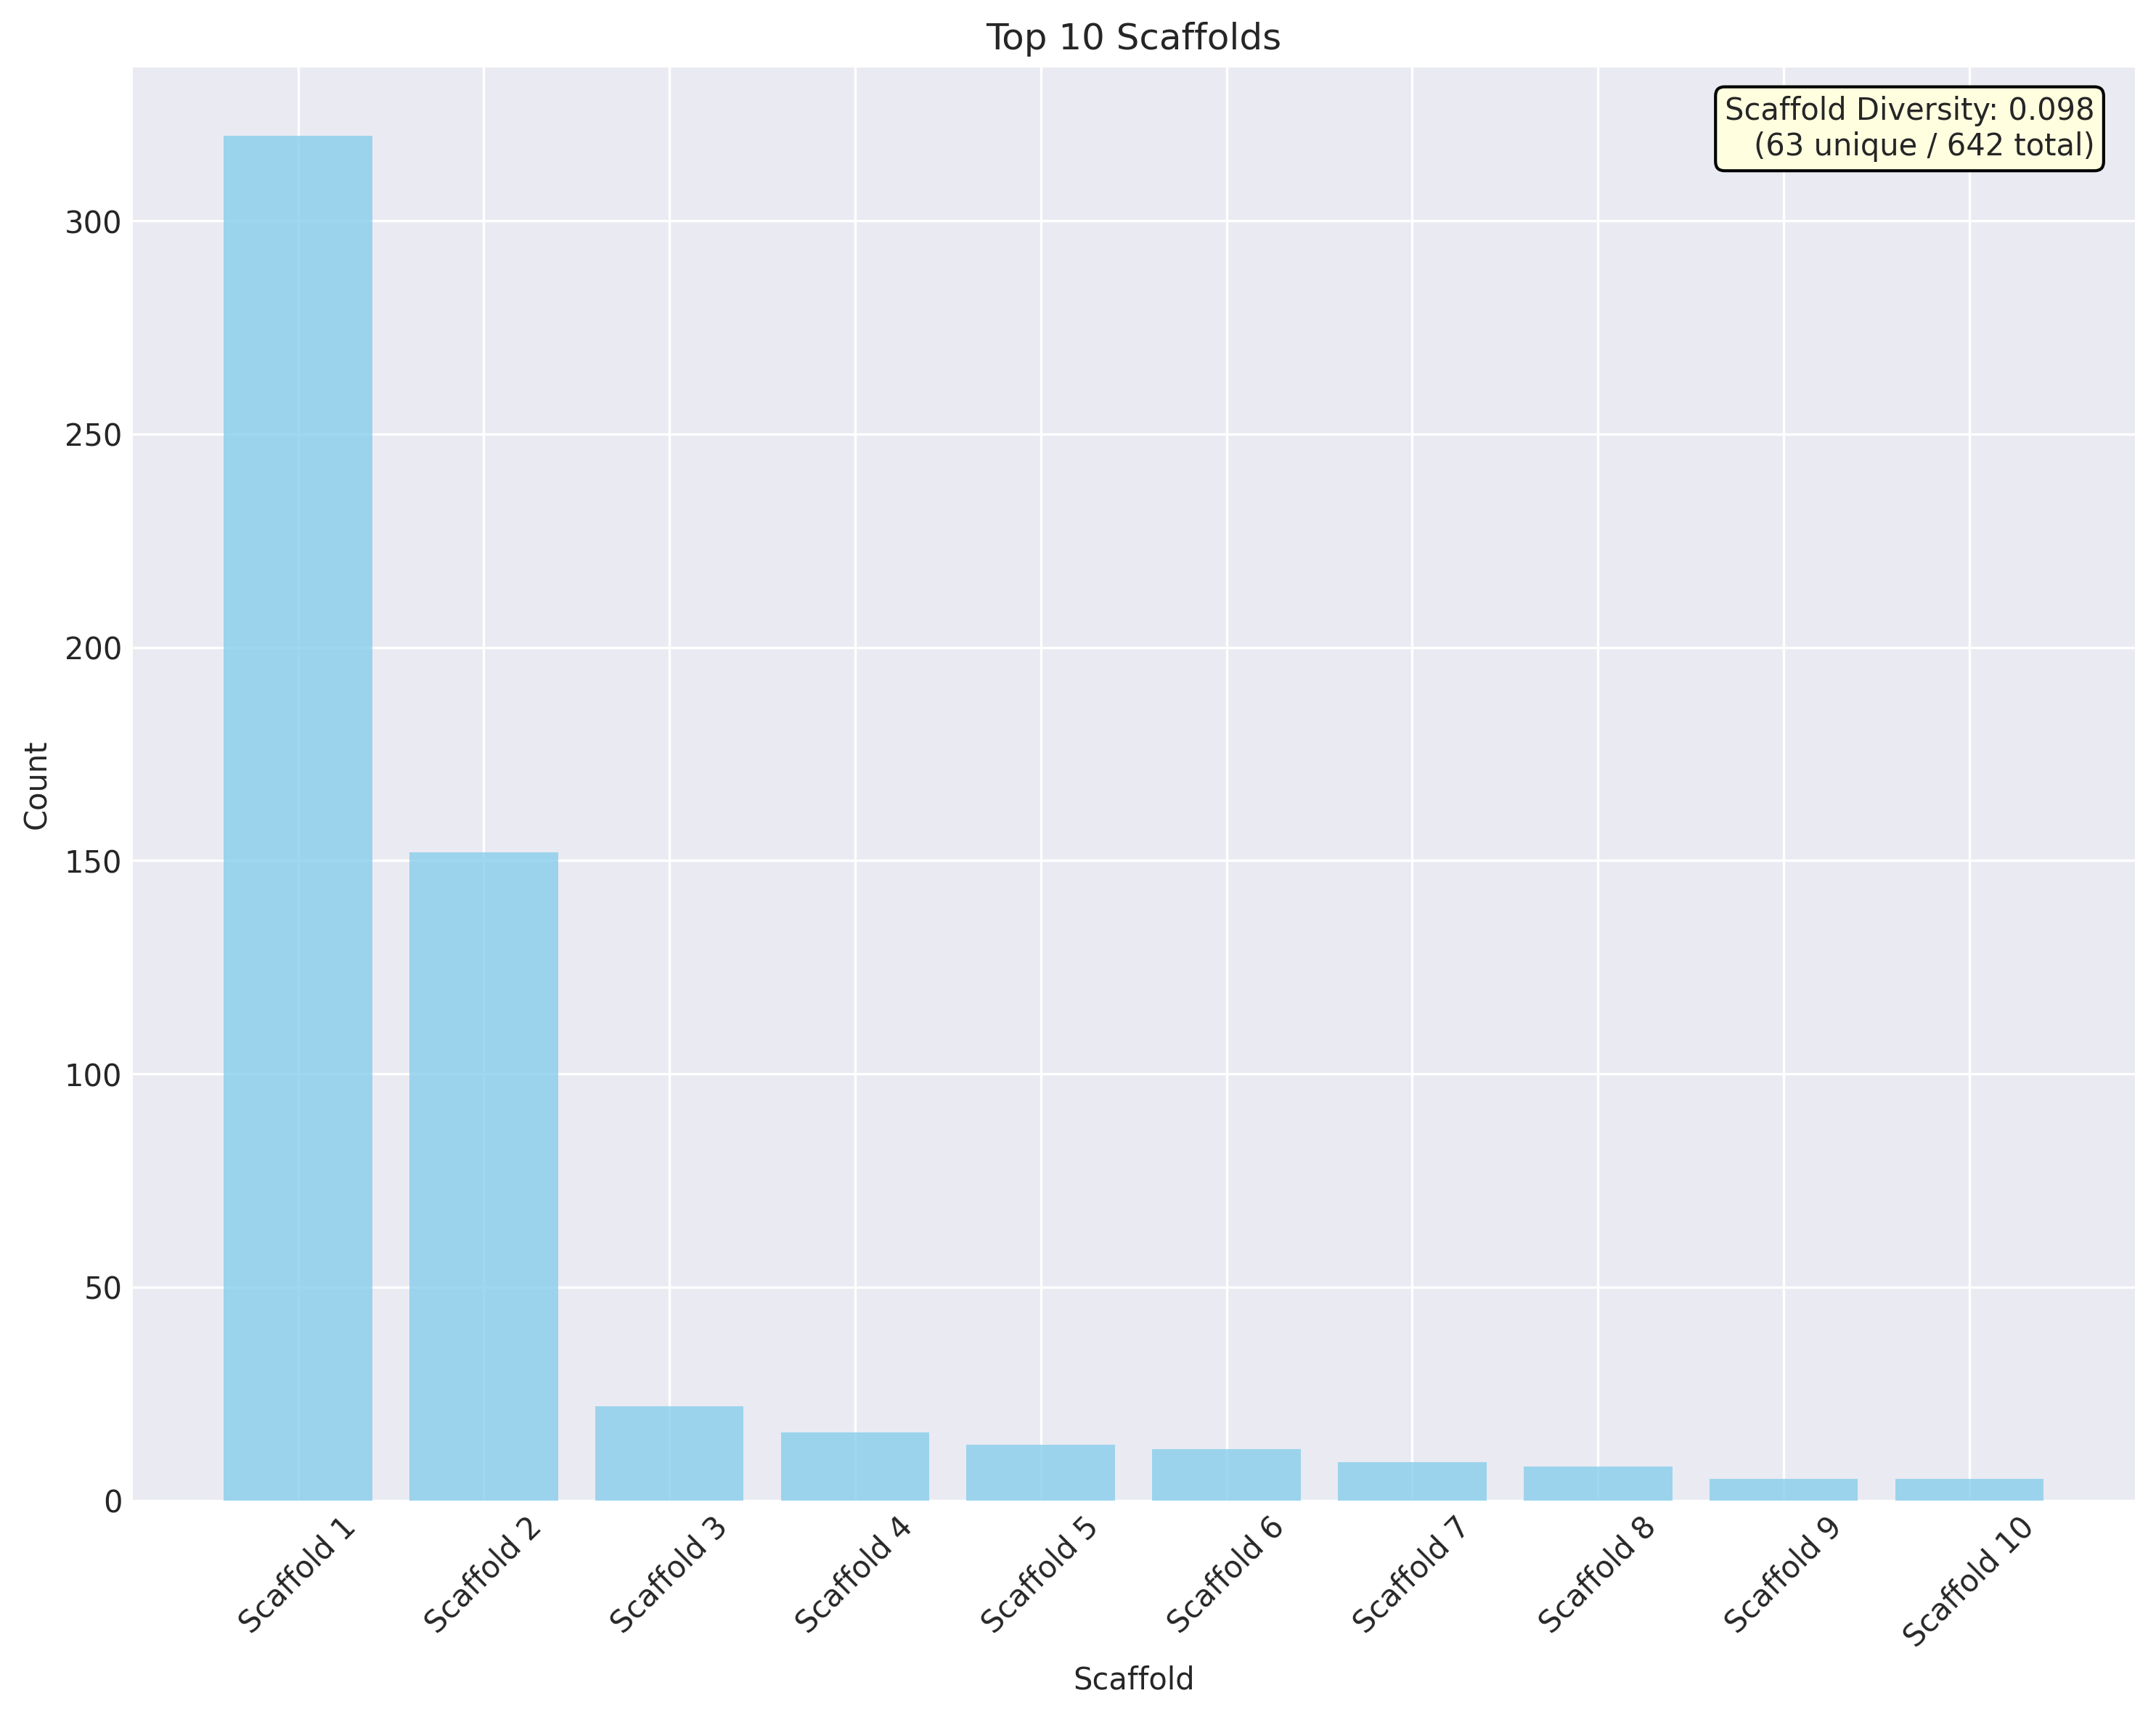 Top 10 Scaffolds
Scaffold Diversity: 0.098
(63 unique / 642 total)
Count
300
250
200
150
100
50
0
Scaffold 1
Scaffold 2
Scaffold 3
Scaffold 4
Scaffold 5
Scaffold 6
Scaffold 7
Scaffold 8
Scaffold 9
Scaffold 10
Scaffold